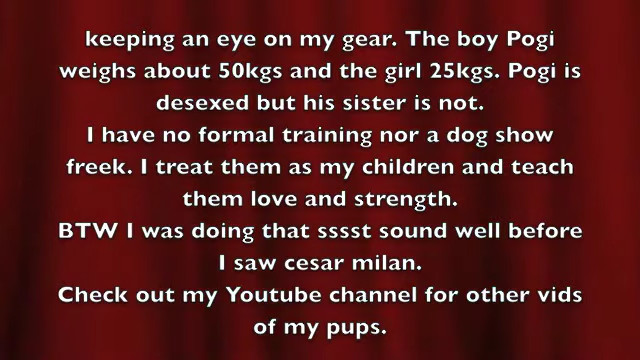 keeping an eye on my gear. The boy Pogi
weighs about 50kgs and the girl 25kgs. Pogi is
desexed but his sister is not.
I have no formal training nor a dog show
freek. I treat them as my children and teach
them love and strength.
BTW I was doing that sssst sound well before
I saw cesar milan.
Check out my Youtube channel for other vids
of my pups.